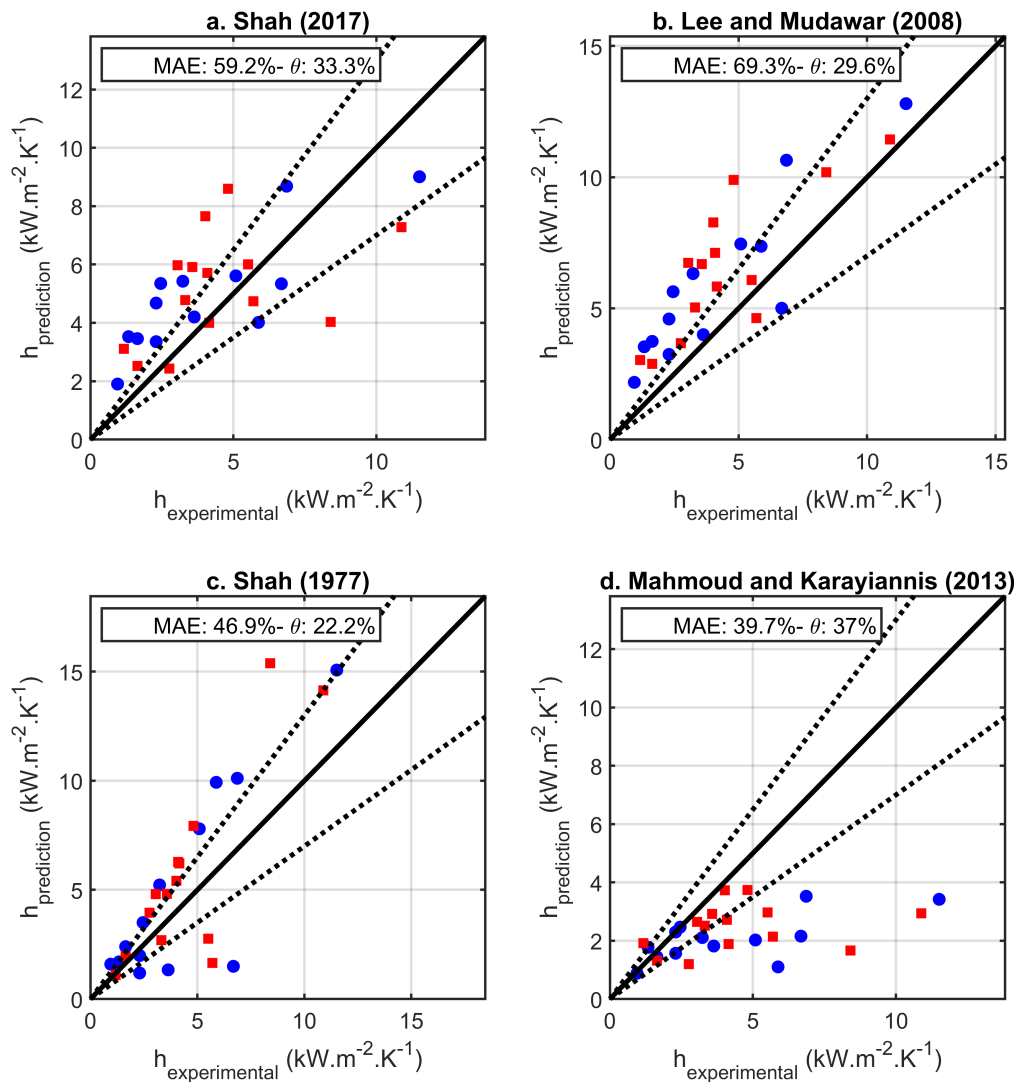 a. Shah (2017)
MAE: 59.2%- θ: 33.3%
12
10
8
6
4
2
0
0 5 10
h_prediction (kW.m^-2.K^-1)
h_experimental (kW.m^-2.K^-1)
b. Lee and Mudawar (2008)
MAE: 69.3%- θ: 29.6%
15
10
5
0
0 5 10 15
h_prediction (kW.m^-2.K^-1)
h_experimental (kW.m^-2.K^-1)
c. Shah (1977)
MAE: 46.9%- θ: 22.2%
15
10
5
0
0 5 10 15
h_prediction (kW.m^-2.K^-1)
h_experimental (kW.m^-2.K^-1)
d. Mahmoud and Karayiannis (2013)
MAE: 39.7%- θ: 37%
12
10
8
6
4
2
0
0 5 10
h_prediction (kW.m^-2.K^-1)
h_experimental (kW.m^-2.K^-1)